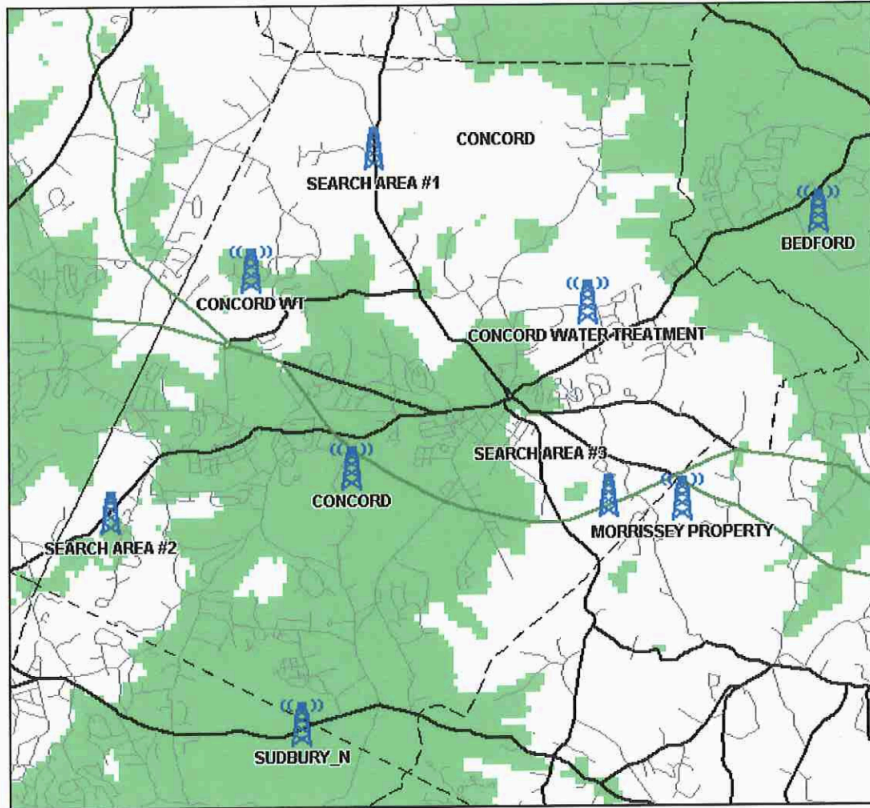 CONCORD
SEARCH AREA #1
BEDFORD
CONCORD WT
CONCORD WATER TREATMENT
SEARCH AREA #3
CONCORD
MORRISSEY PROPERTY
SEARCH AREA #2
SUDBURY_N